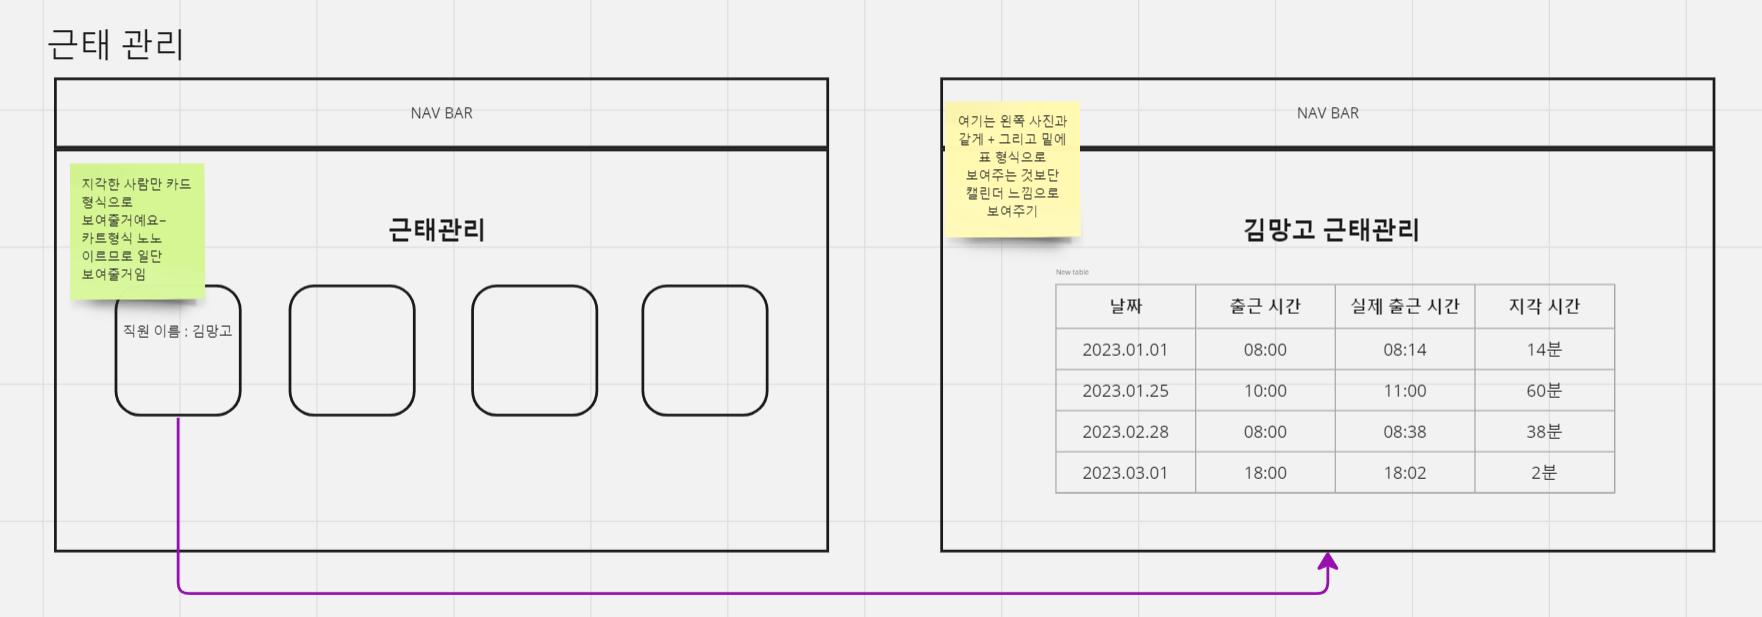 근태 관리
NAV BAR
지각한 사람만 카드
형식으로
보여줄거예요~
카트형식 노노
이르므로 일단
보여줄거임
근태관리
직원 이름 : 김망고
NAV BAR
여기는 왼쪽 사진과
같게 + 그리고 밑에
표 형식으로
보여주는 것보단
캘린더 느낌으로
보여주기
김망고 근태관리
New table
날짜 출근 시간 실제 출근 시간 지각 시간
2023.01.01 08:00 08:14 14분
2023.01.25 10:00 11:00 60분
2023.02.28 08:00 08:38 38분
2023.03.01 18:00 18:02 2분